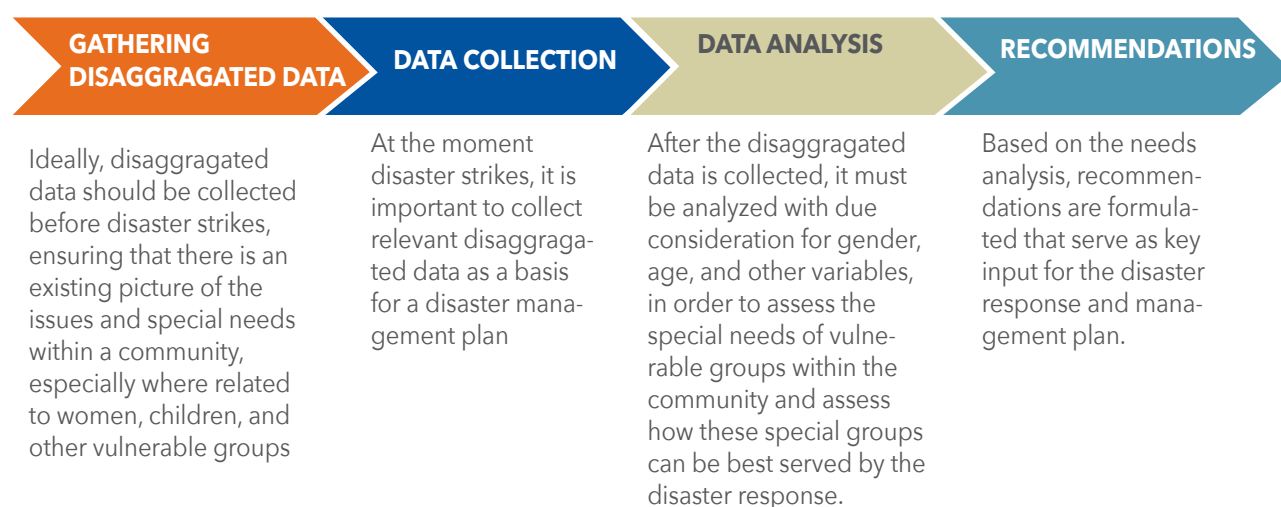 GATHERING
DISAGGRAGATED DATA
Ideally, disaggragated
data should be collected
before disaster strikes,
ensuring that there is an
existing picture of the
issues and special needs
within a community,
especially where related
to women, children, and
other vulnerable groups
DATA COLLECTION
At the moment
disaster strikes, it is
important to collect
relevant disaggraga-
ted data as a basis
for a disaster mana-
gement plan
DATA ANALYSIS
After the disaggragated
data is collected, it must
be analyzed with due
consideration for gender,
age, and other variables,
in order to assess the
special needs of vulne-
rable groups within the
community and assess
how these special groups
can be best served by the
disaster response.
RECOMMENDATIONS
Based on the needs
analysis, recommen-
dations are formula-
ted that serve as key
input for the disaster
response and mana-
gement plan.